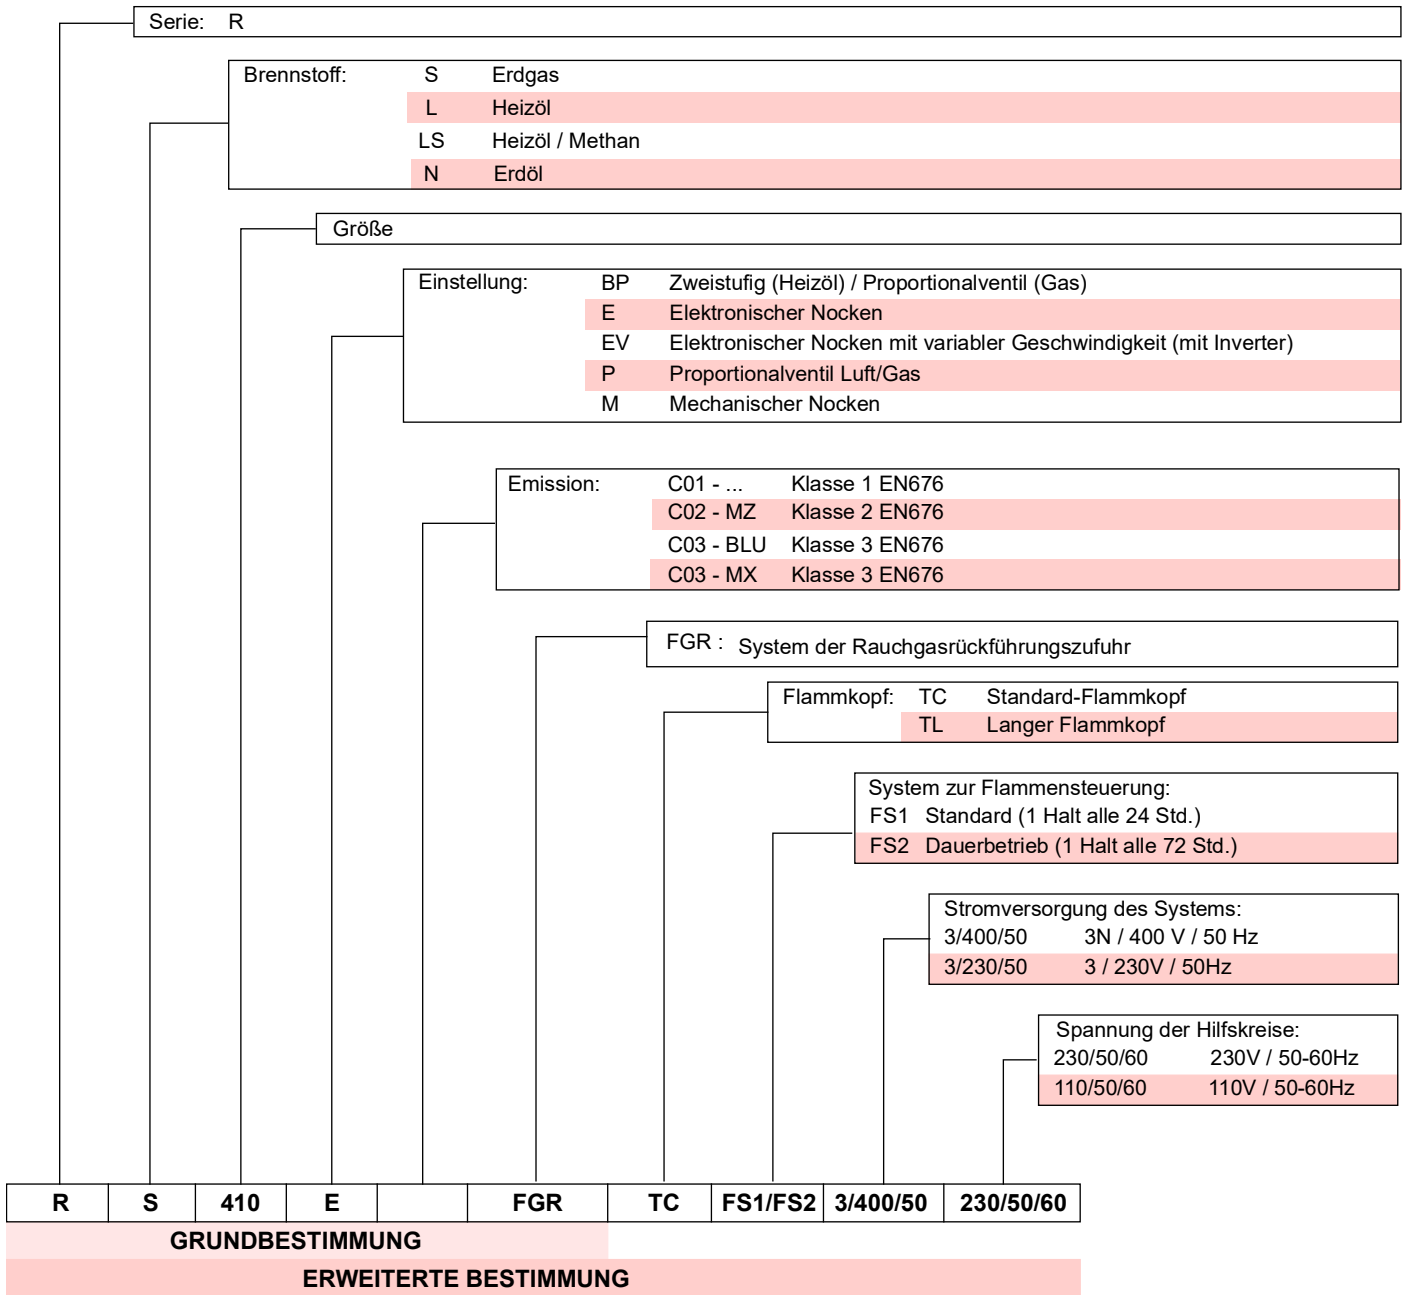 Serie: R
Brennstoff: S Erdgas
L Heizöl
LS Heizöl / Methan
N Erdöl
Größe
Einstellung: BP Zweistufig (Heizöl) / Proportionalventil (Gas)
E Elektronischer Nocken
EV Elektronischer Nocken mit variabler Geschwindigkeit (mit Inverter)
P Proportionalventil Luft/Gas
M Mechanischer Nocken
Emission: C01 - ... Klasse 1 EN676
C02 - MZ Klasse 2 EN676
C03 - BLU Klasse 3 EN676
C03 - MX Klasse 3 EN676
FGR : System der Rauchgasrückführungszufuhr
Flammkopf: TC Standard-Flammkopf
TL Langer Flammkopf
System zur Flammensteuerung:
FS1 Standard (1 Halt alle 24 Std.)
FS2 Dauerbetrieb (1 Halt alle 72 Std.)
Stromversorgung des Systems:
3/400/50 3N / 400 V / 50 Hz
3/230/50 3 / 230V / 50Hz
Spannung der Hilfskreise:
230/50/60 230V / 50-60Hz
110/50/60 110V / 50-60Hz
R S 410 E FGR TC FS1/FS2 3/400/50 230/50/60
GRUNDBESTIMMUNG
ERWEITERTE BESTIMMUNG